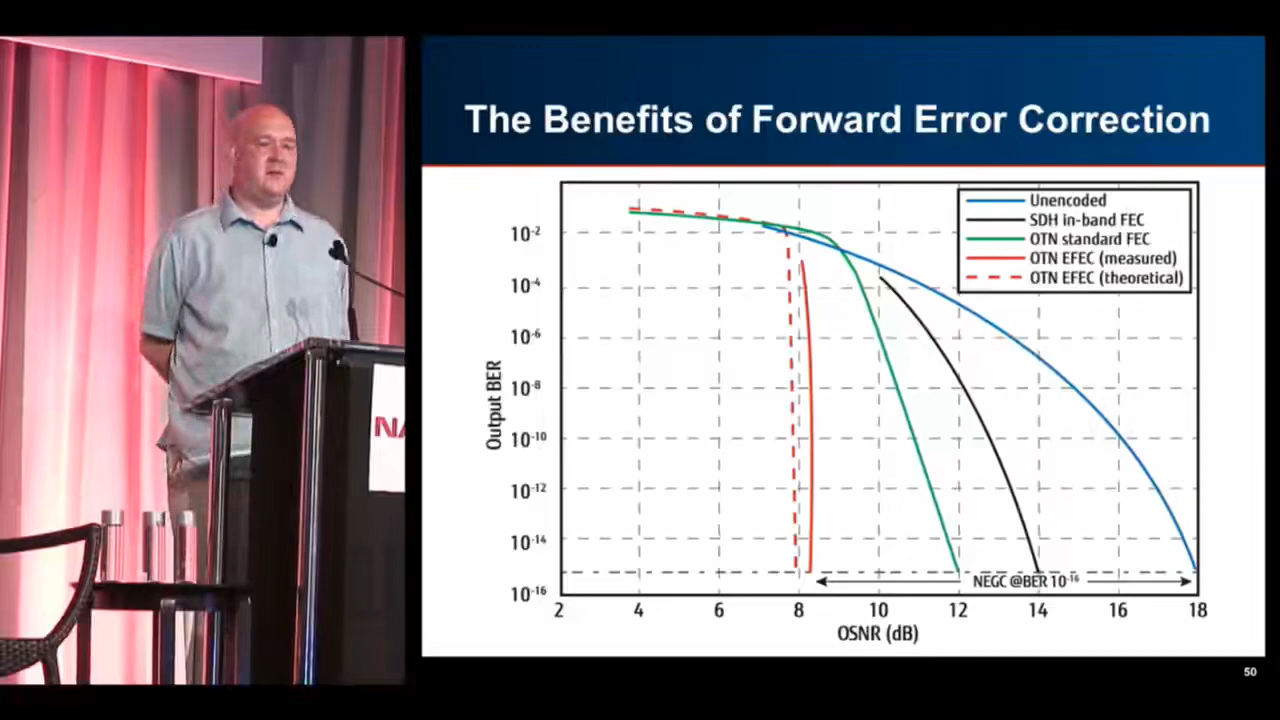 The Benefits of Forward Error Correction
Unencoded
SDH in-band FEC
OTN standard FEC
OTN EFEC (measured)
OTN EFEC (theoretical)
10-2
10-4
10-6
10-8
10-10
10-12
10-14
10-16
Output BER
NEGC @BER 10-16
2 4 6 8 10 12 14 16 18
OSNR (dB)
NA
50